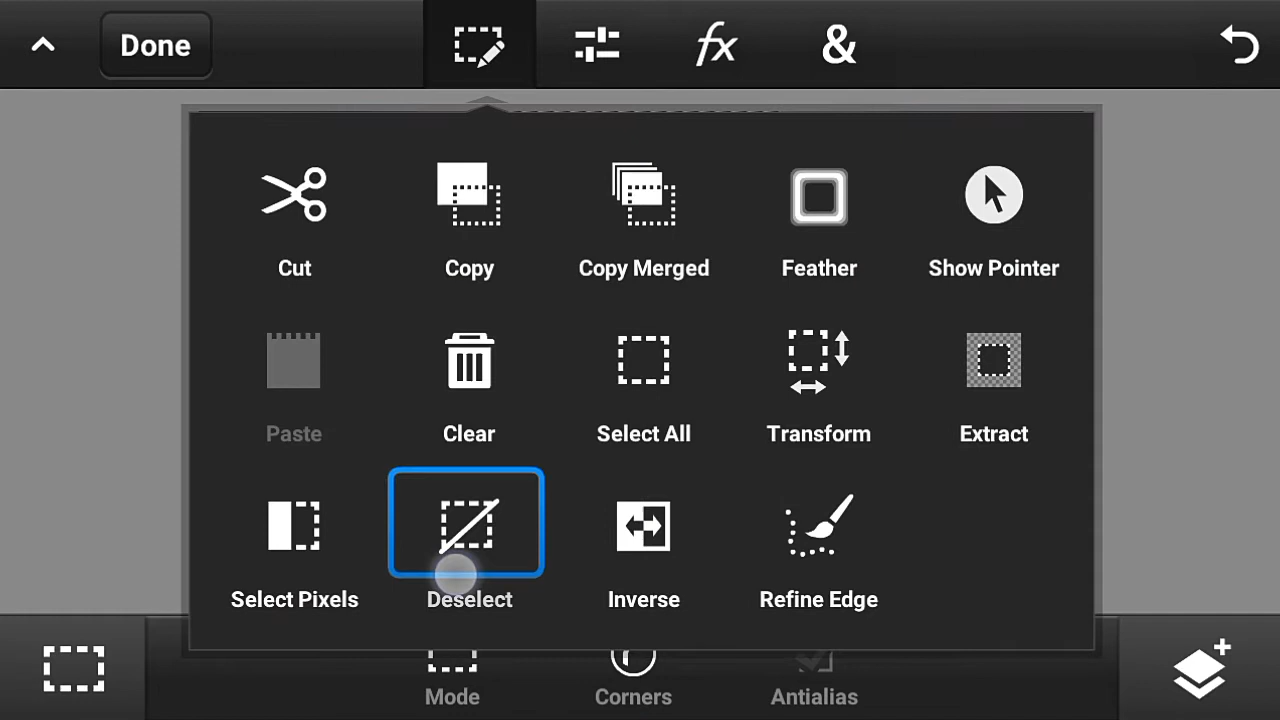 Done
fx
&
Cut
Copy
Copy Merged
Feather
Show Pointer
Paste
Clear
Select All
Transform
Extract
Select Pixels
Deselect
Inverse
Refine Edge
Mode
Corners
Antialias